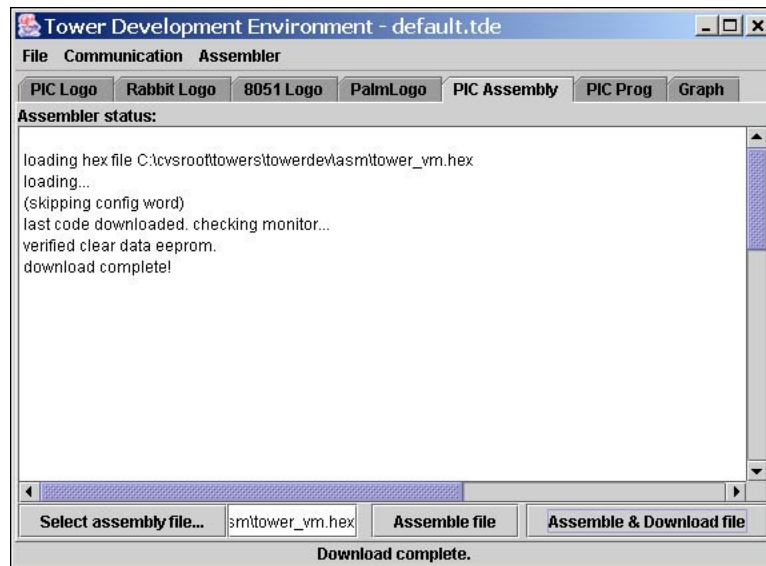 Tower Development Environment - default.tde
File Communication Assembler
PIC Logo Rabbit Logo 8051 Logo PalmLogo PIC Assembly PIC Prog Graph
Assembler status:
loading hex file C:\cvsroot\towers\towerdev\asm\tower_vm.hex
loading...
(skipping config word)
last code downloaded. checking monitor...
verified clear data eeprom.
download complete!
Select assembly file... sm\tower_vm.hex Assemble file Assemble & Download file
Download complete.